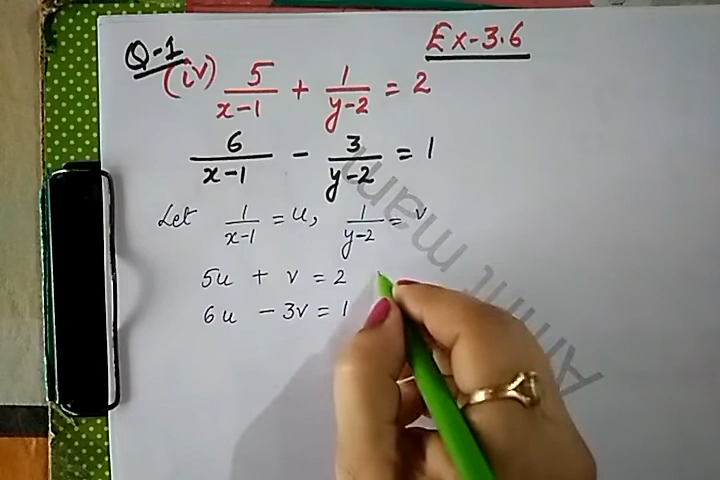 Ex-3.6
Q-1
(iv) 5/(x-1) + 1/(y-2) = 2
6/(x-1) - 3/(y-2) = 1
Let 1/(x-1) = u, 1/(y-2) = v
5u + v = 2
6u - 3v = 1